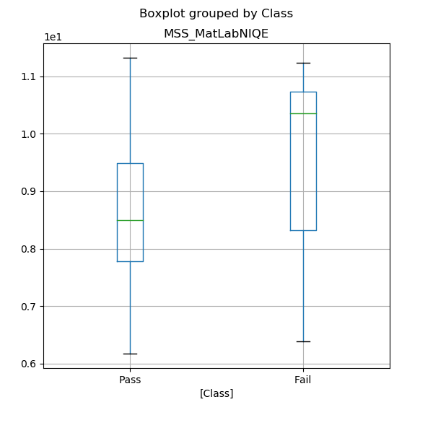 Boxplot grouped by Class
MSS_MatLabNIQE
1e1
1.1
1.0
0.9
0.8
0.7
0.6
Pass
Fail
[Class]